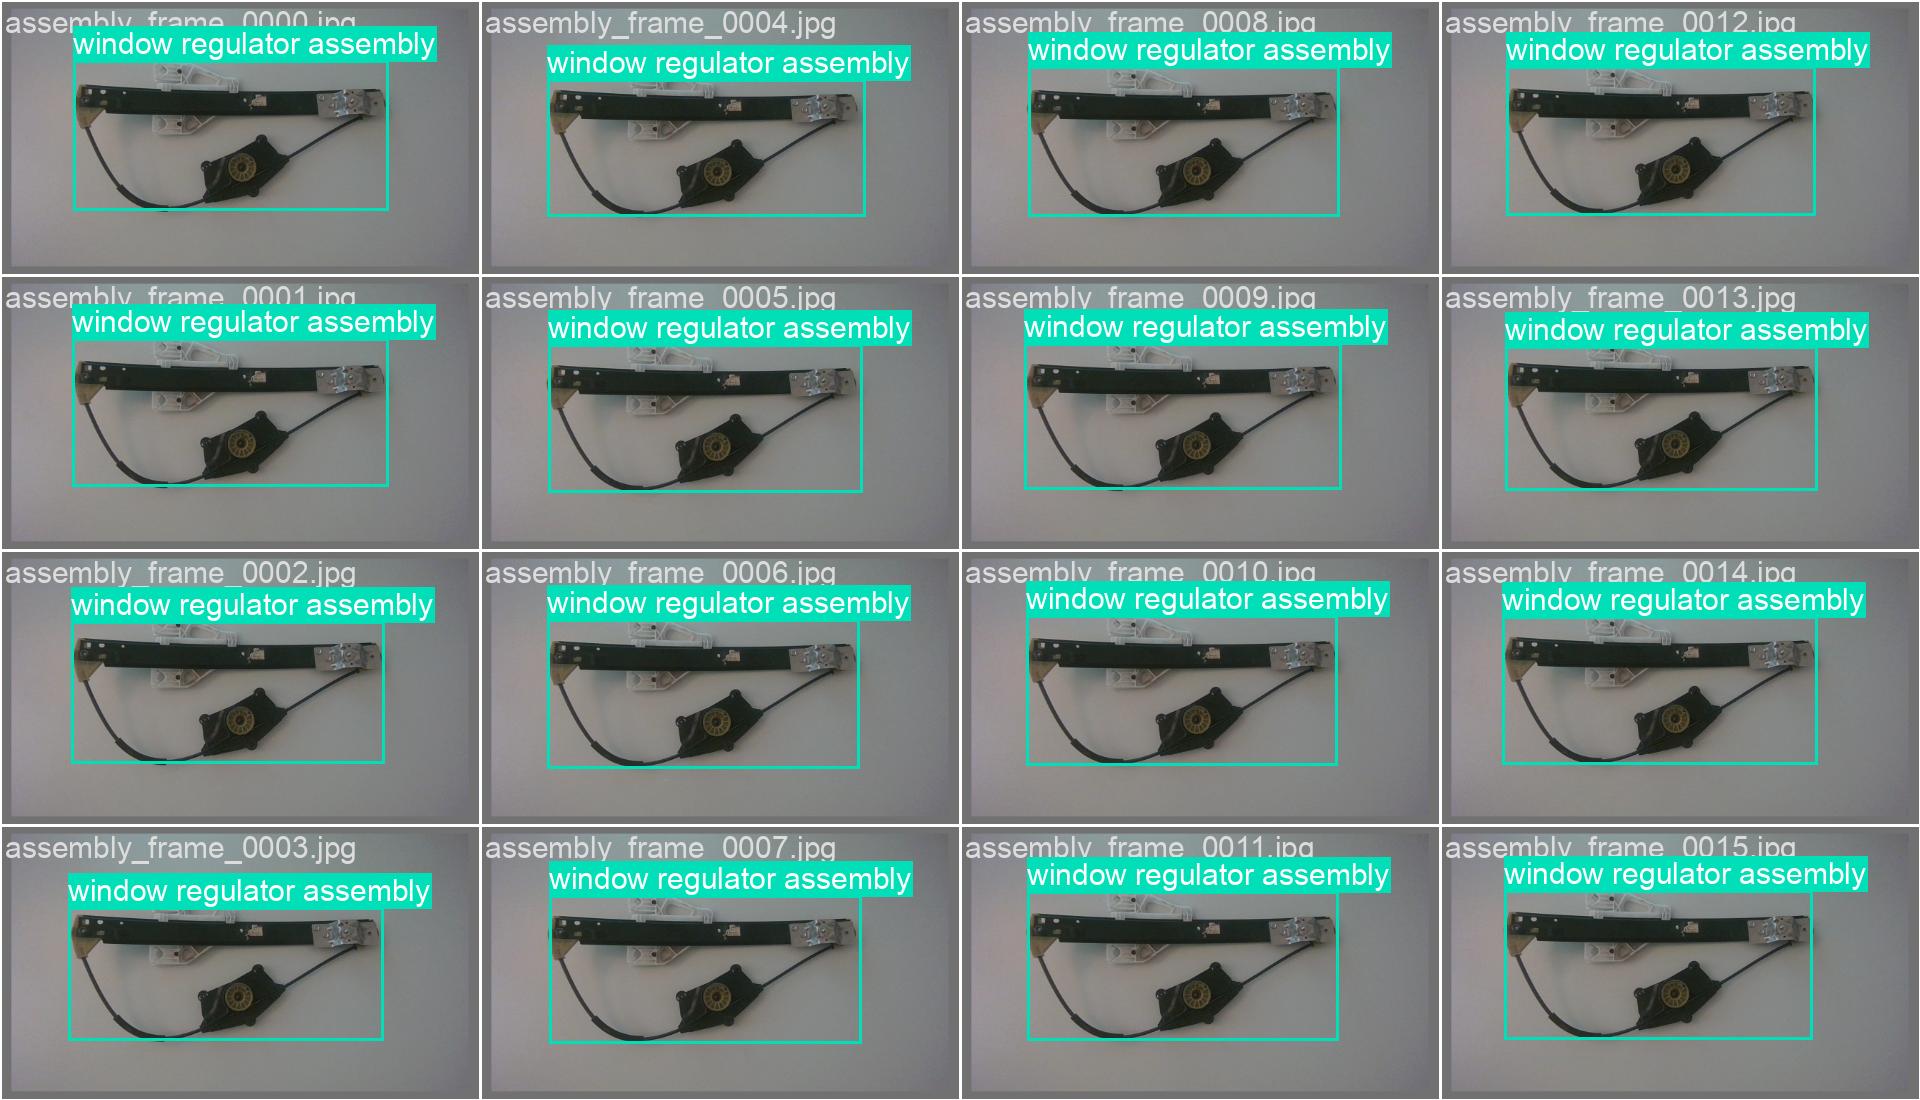 assembly_frame_0000.jpg
window regulator assembly
assembly_frame_0004.jpg
window regulator assembly
assembly_frame_0008.jpg
window regulator assembly
assembly_frame_0012.jpg
window regulator assembly
assembly_frame_0001.jpg
window regulator assembly
assembly_frame_0005.jpg
window regulator assembly
assembly_frame_0009.jpg
window regulator assembly
assembly_frame_0013.jpg
window regulator assembly
assembly_frame_0002.jpg
window regulator assembly
assembly_frame_0006.jpg
window regulator assembly
assembly_frame_0010.jpg
window regulator assembly
assembly_frame_0014.jpg
window regulator assembly
assembly_frame_0003.jpg
window regulator assembly
assembly_frame_0007.jpg
window regulator assembly
assembly_frame_0011.jpg
window regulator assembly
assembly_frame_0015.jpg
window regulator assembly